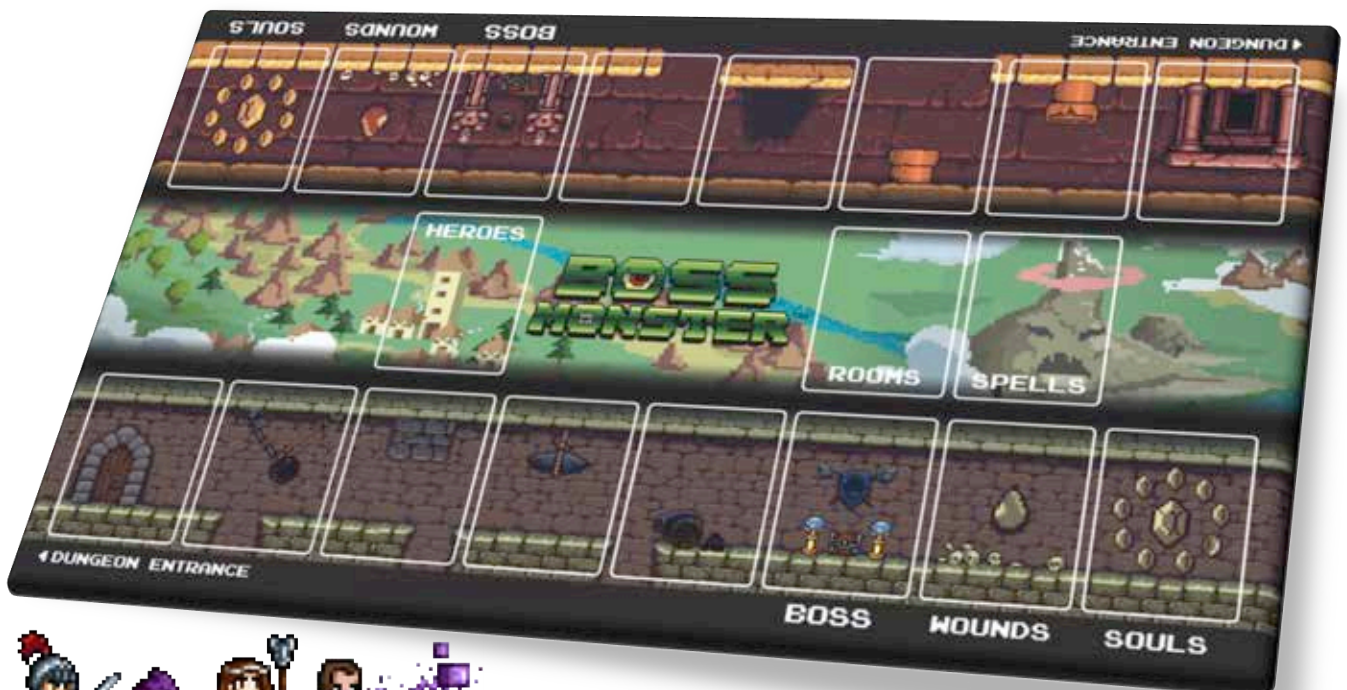 SOULS WOUNDS BOSS
◀ DUNGEON ENTRANCE
HEROES
BOSS
MONSTER
ROOMS SPELLS
◀ DUNGEON ENTRANCE
BOSS WOUNDS SOULS